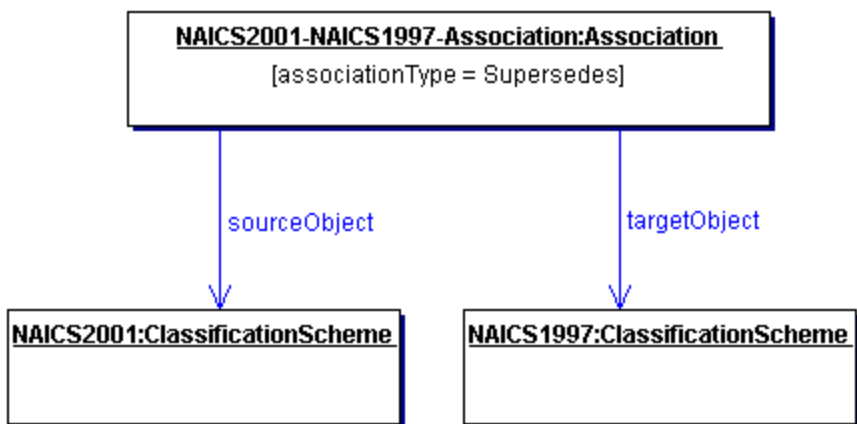 NAICS2001-NAICS1997-Association:Association
[associationType = Supersedes]
sourceObject
targetObject
NAICS2001:ClassificationScheme
NAICS1997:ClassificationScheme